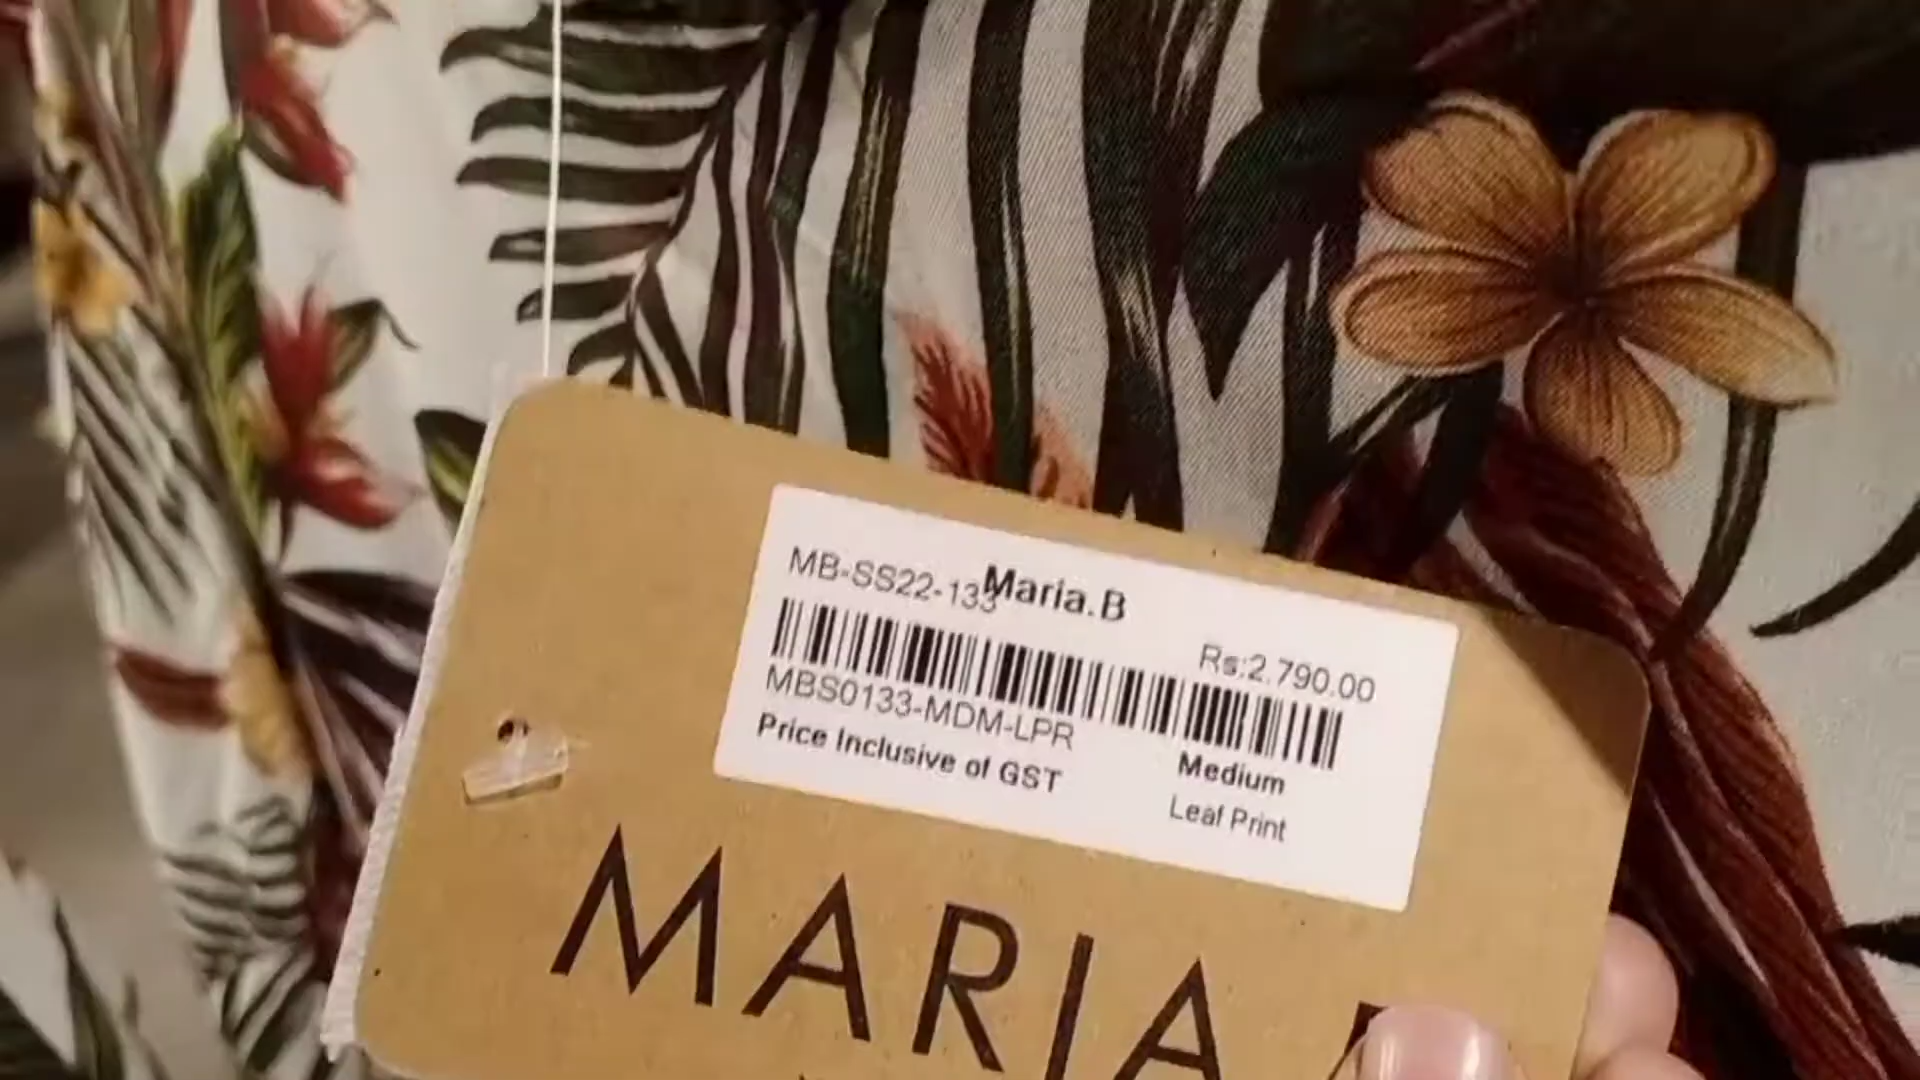 MB-SS22-133
Maria.B
Rs:2.790.00
MBS0133-MDM-LPR
Price Inclusive of GST
Medium
Leaf Print
MARIA